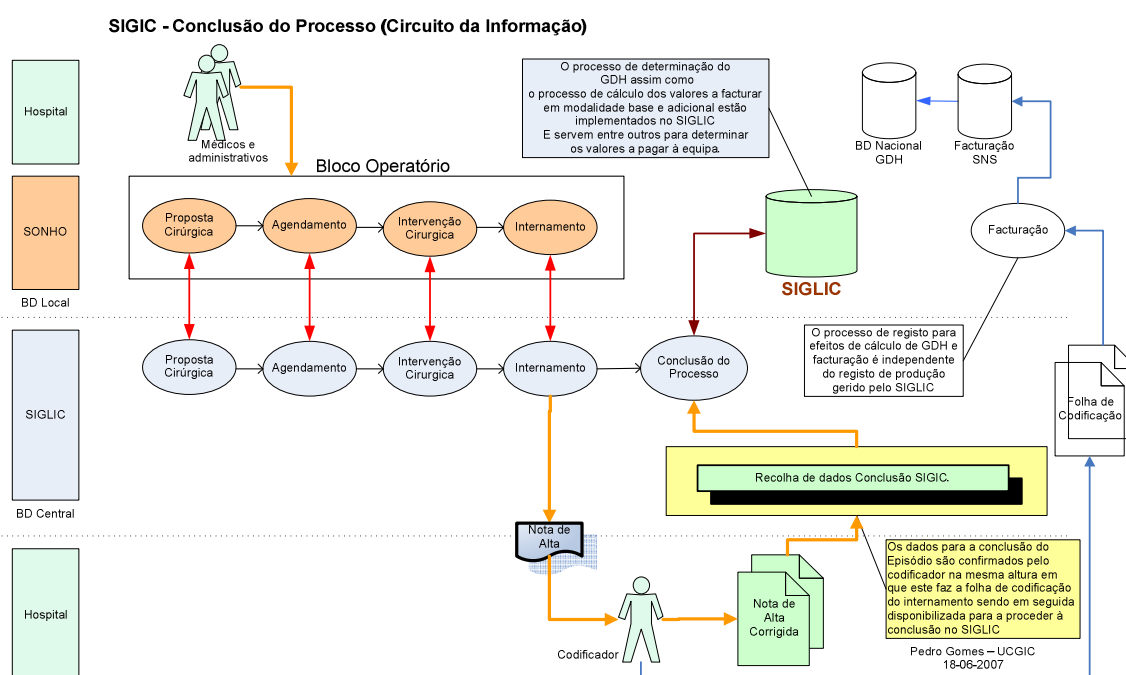 SIGIC - Conclusão do Processo (Circuito da Informação)
Hospital
Médicos e
administrativos
O processo de determinação do
GDH assim como
o processo de cálculo dos valores a facturar
em modalidade base e adicional estão
implementados no SIGLIC
E servem entre outros para determinar
os valores a pagar à equipa.
BD Nacional
GDH
Facturação
SNS
Bloco Operatório
SONHO
BD Local
Proposta
Cirúrgica
Agendamento
Intervenção
Cirurgica
Internamento
SIGLIC
Facturação
O processo de registo para
efeitos de cálculo de GDH e
facturação é independente
do registo de produção
gerido pelo SIGLIC
SIGLIC
BD Central
Proposta
Cirúrgica
Agendamento
Intervenção
Cirurgica
Internamento
Conclusão do
Processo
Folha de
Codificação
Recolha de dados Conclusão SIGIC.
Nota de
Alta
Hospital
Codificador
Nota de
Alta
Corrigida
Os dados para a conclusão do
Episódio são confirmados pelo
codificador na mesma altura em
que este faz a folha de codificação
do internamento sendo em seguida
disponibilizada para a proceder à
conclusão no SIGLIC
Pedro Gomes – UCGIC
18-06-2007